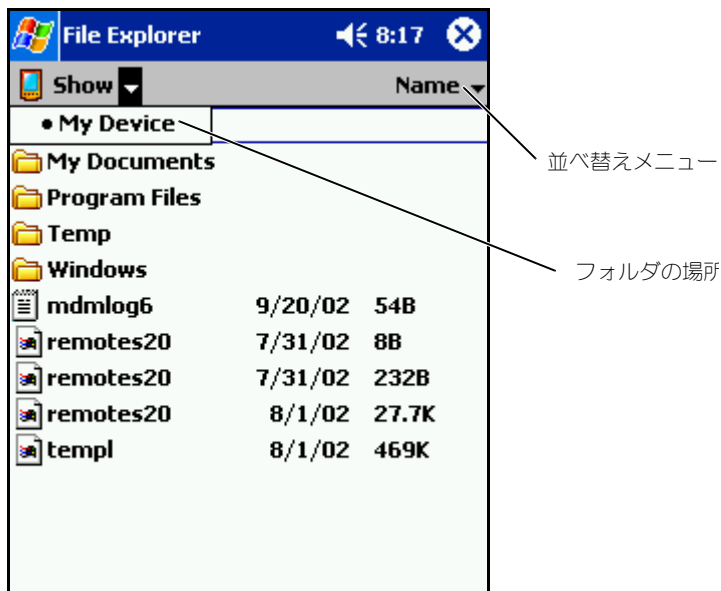 File Explorer 8:17
Show Name
• My Device
並べ替えメニュー
My Documents
Program Files
Temp
フォルダの場所
Windows
mdmlog6 9/20/02 54B
remotes20 7/31/02 8B
remotes20 7/31/02 232B
remotes20 8/1/02 27.7K
templ 8/1/02 469K